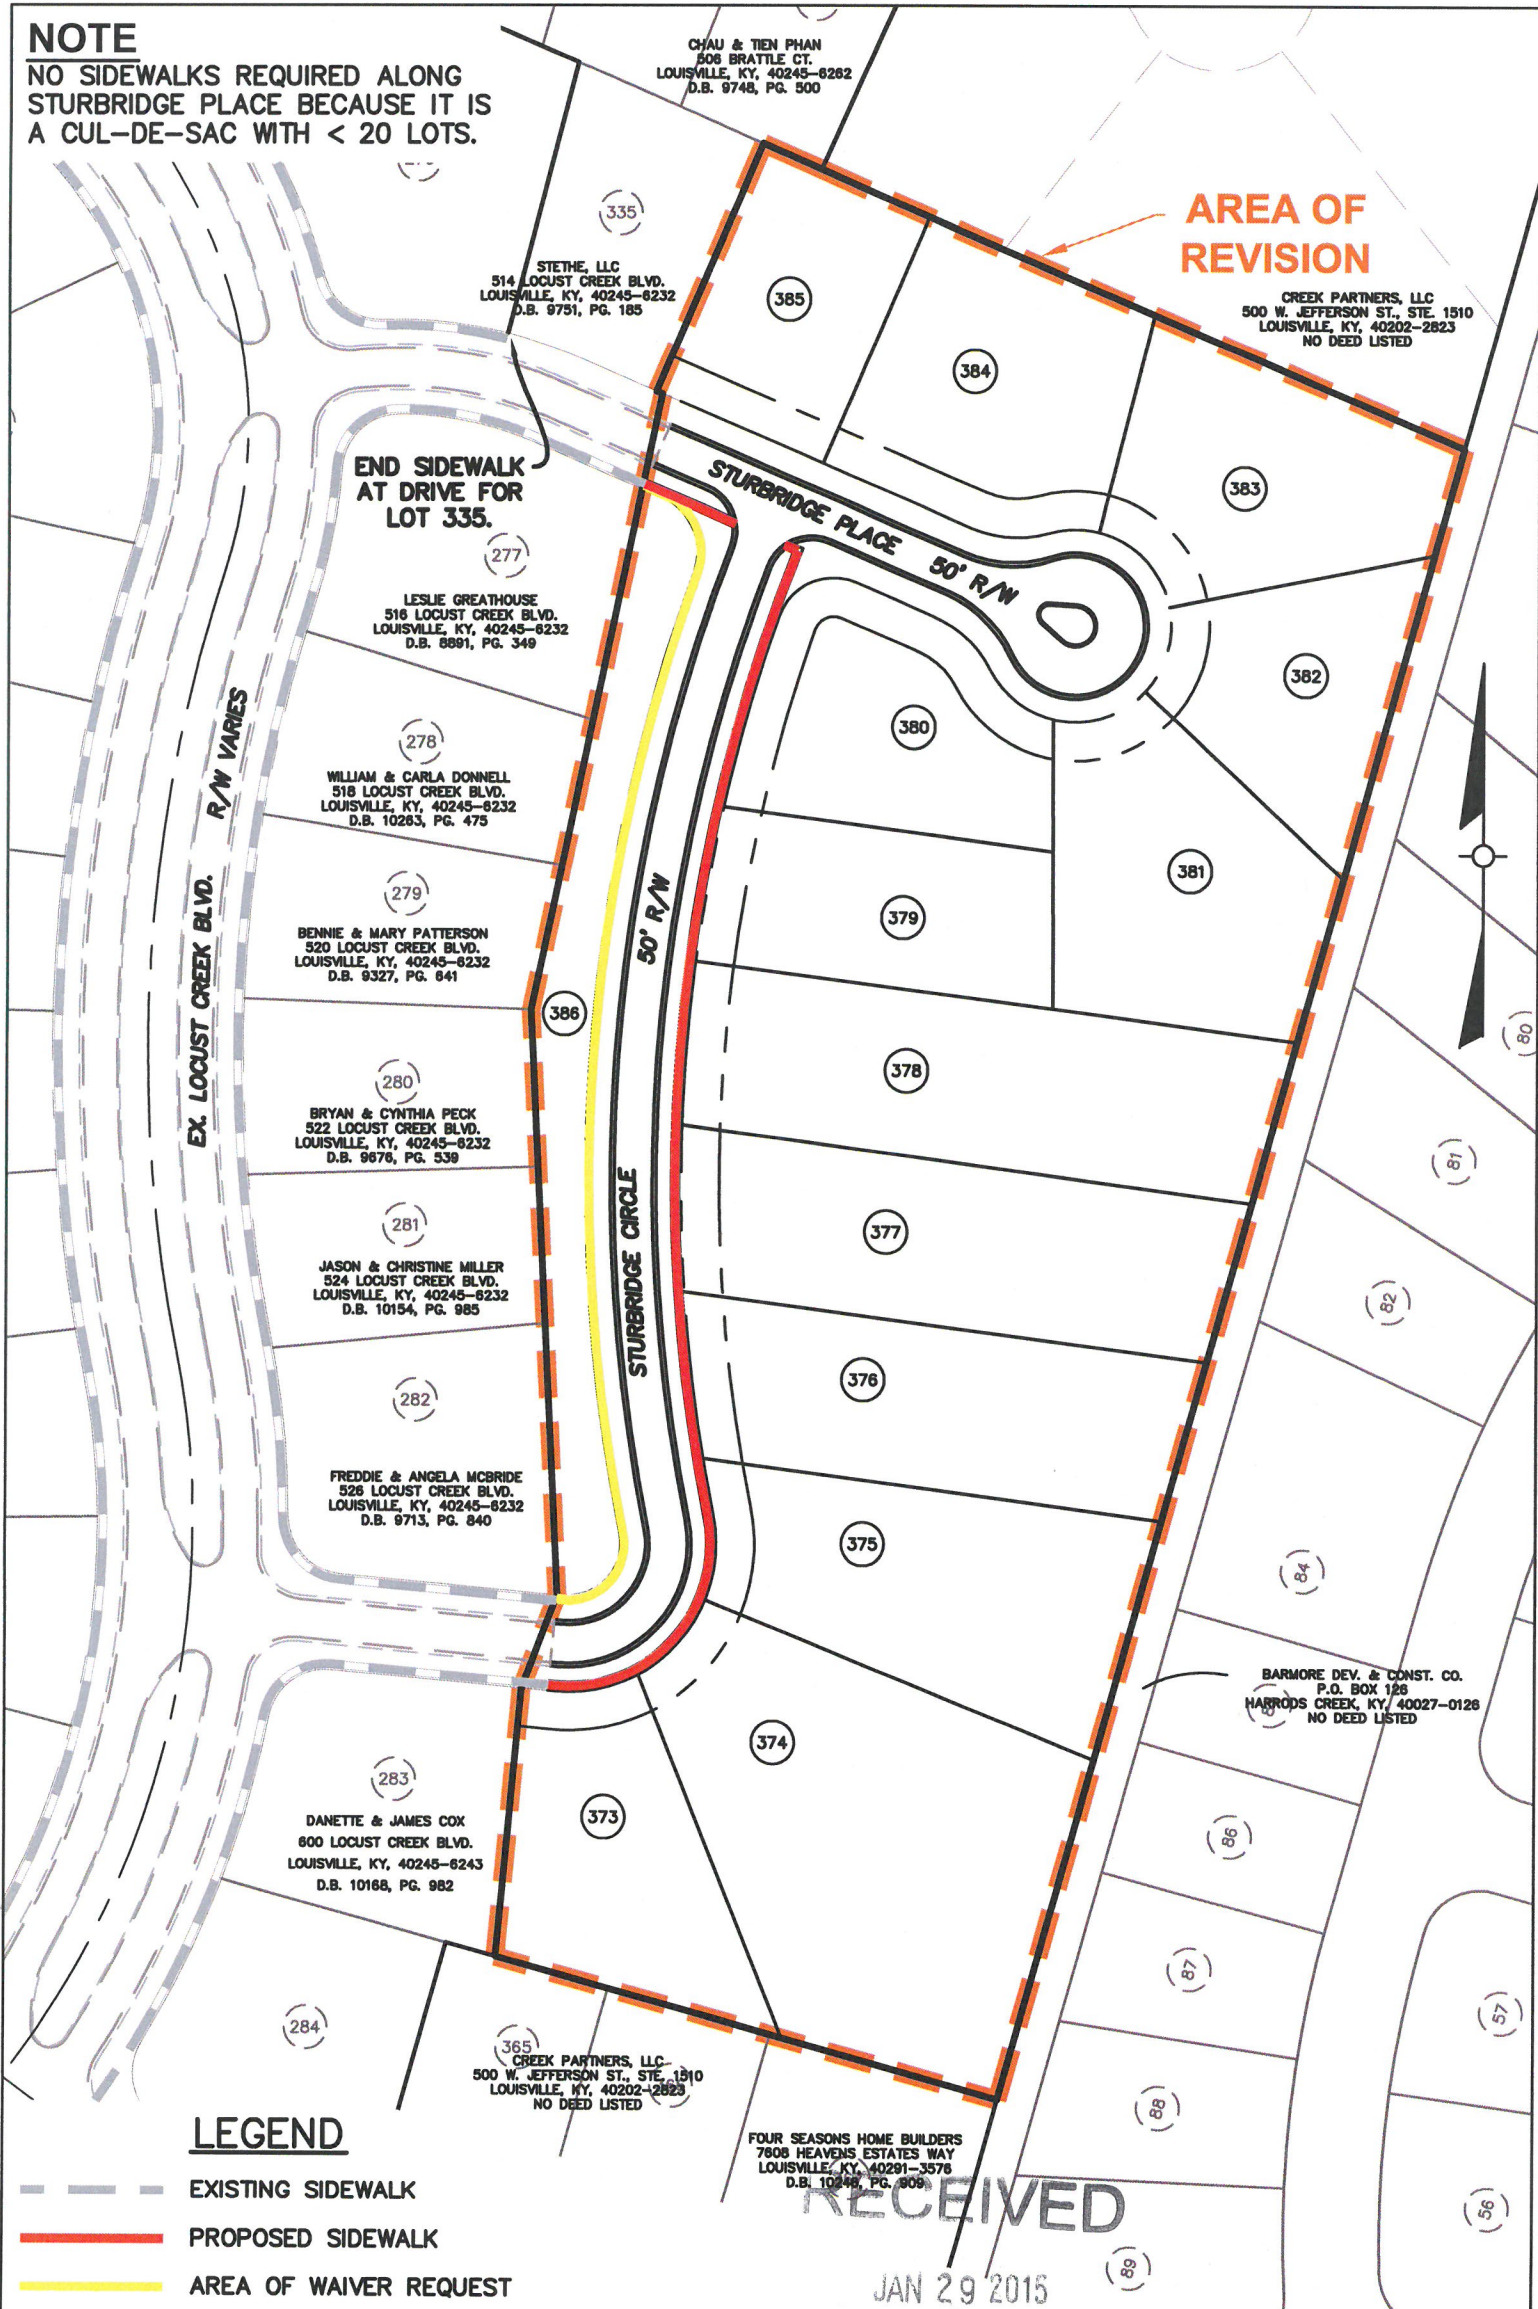 NOTE
NO SIDEWALKS REQUIRED ALONG
STURBRIDGE PLACE BECAUSE IT IS
A CUL-DE-SAC WITH < 20 LOTS.
CHAU & TIEN PHAN
506 BRATTLE CT.
LOUISVILLE, KY, 40245-6262
D.B. 9748, PG. 500
335
STETHE, LLC
514 LOCUST CREEK BLVD.
LOUISVILLE, KY, 40245-6232
D.B. 9751, PG. 185
AREA OF
REVISION
CREEK PARTNERS, LLC
500 W. JEFFERSON ST., STE. 1510
LOUISVILLE, KY, 40202-2823
NO DEED LISTED
385
384
383
382
END SIDEWALK
AT DRIVE FOR
LOT 335.
STURBRIDGE PLACE 50' R/W
277
LESLIE GREATHOUSE
516 LOCUST CREEK BLVD.
LOUISVILLE, KY, 40245-6232
D.B. 8891, PG. 349
278
WILLIAM & CARLA DONNELL
518 LOCUST CREEK BLVD.
LOUISVILLE, KY, 40245-6232
D.B. 10263, PG. 475
279
BENNIE & MARY PATTERSON
520 LOCUST CREEK BLVD.
LOUISVILLE, KY, 40245-6232
D.B. 9327, PG. 641
EX. LOCUST CREEK BLVD. R/W VARIES
386
50' R/W
STURBRIDGE CIRCLE
380
381
379
378
377
376
375
374
373
280
BRYAN & CYNTHIA PECK
522 LOCUST CREEK BLVD.
LOUISVILLE, KY, 40245-6232
D.B. 9676, PG. 539
281
JASON & CHRISTINE MILLER
524 LOCUST CREEK BLVD.
LOUISVILLE, KY, 40245-6232
D.B. 10154, PG. 985
282
FREDDIE & ANGELA MCBRIDE
526 LOCUST CREEK BLVD.
LOUISVILLE, KY, 40245-6232
D.B. 9713, PG. 840
283
DANETTE & JAMES COX
600 LOCUST CREEK BLVD.
LOUISVILLE, KY, 40245-6243
D.B. 10168, PG. 982
284
80
81
82
84
BARMORE DEV. & CONST. CO.
P.O. BOX 126
HARRODS CREEK, KY, 40027-0126
NO DEED LISTED
86
87
88
89
57
56
365
CREEK PARTNERS, LLC
500 W. JEFFERSON ST., STE. 1510
LOUISVILLE, KY, 40202-2823
NO DEED LISTED
FOUR SEASONS HOME BUILDERS
7608 HEAVENS ESTATES WAY
LOUISVILLE, KY, 40291-3576
D.B. 10246, PG. 909
RECEIVED
JAN 29 2015
LEGEND
EXISTING SIDEWALK
PROPOSED SIDEWALK
AREA OF WAIVER REQUEST